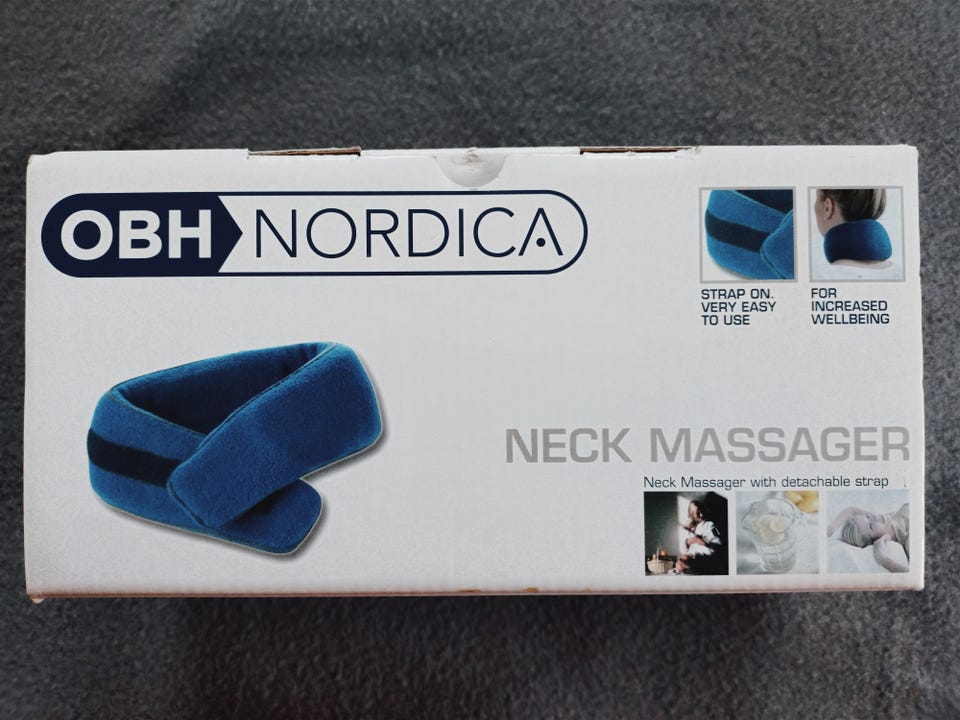 OBH NORDICA
STRAP ON.
VERY EASY
TO USE
FOR
INCREASED
WELLBEING
NECK MASSAGER
Neck Massager with detachable strap